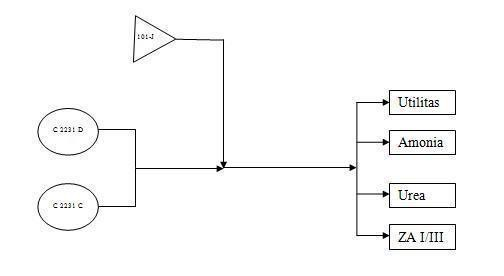 101-J
C 2231 D
C 2231 C
Utilitas
Amonia
Urea
ZA I/III